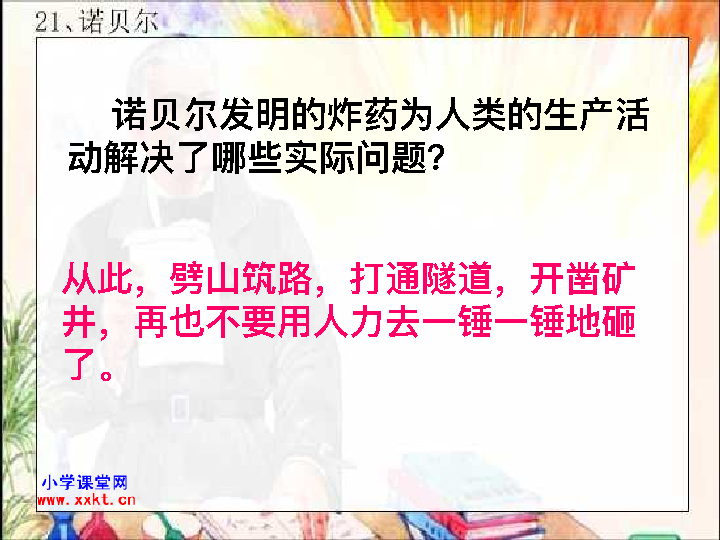 21、诺贝尔
诺贝尔发明的炸药为人类的生产活
动解决了哪些实际问题？
从此，劈山筑路，打通隧道，开凿矿
井，再也不要用人力去一锤一锤地砸
了。
小学课堂网
www.xxkt.cn